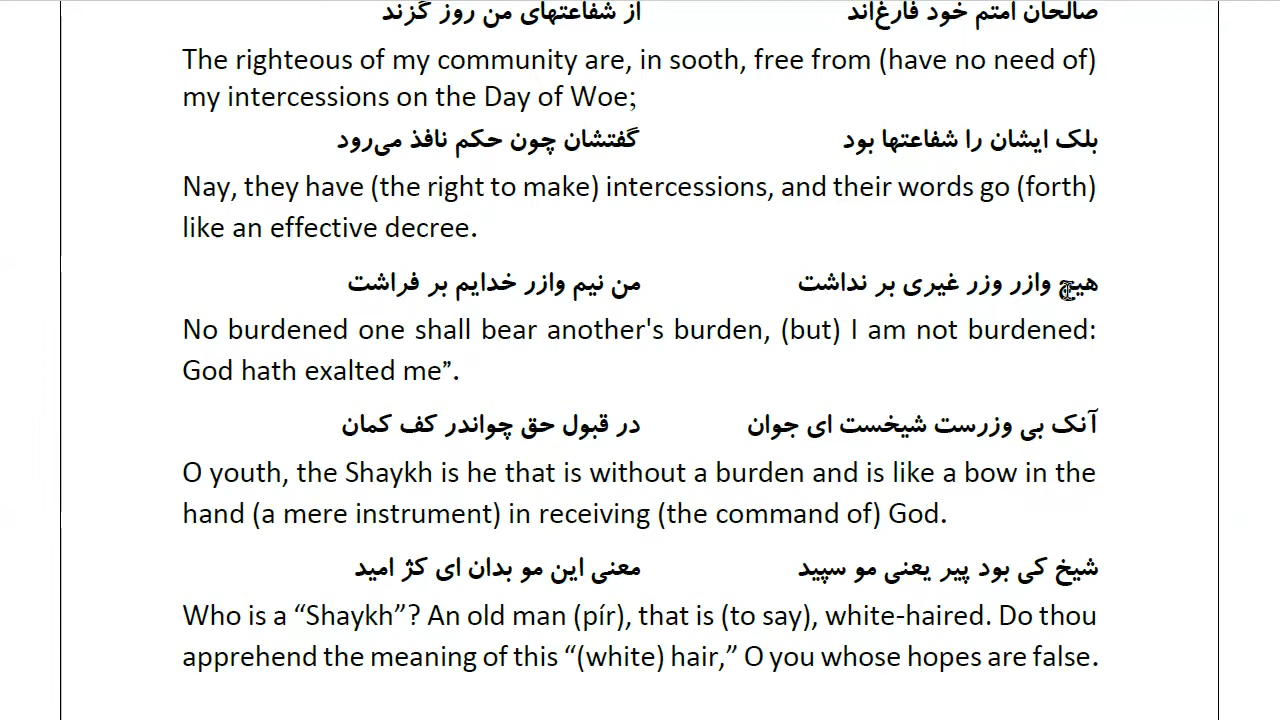 صالحان امتم خود فارغ‌اند از شفاعتهای من روز گزند
The righteous of my community are, in sooth, free from (have no need of)
my intercessions on the Day of Woe;
بلک ایشان را شفاعتها بود گفتشان چون حکم نافذ می‌رود
Nay, they have (the right to make) intercessions, and their words go (forth)
like an effective decree.
هیچ وازر وزر غیری بر نداشت من نیم وازر خدایم بر فراشت
No burdened one shall bear another's burden, (but) I am not burdened:
God hath exalted me”.
آنک بی وزرست شیخست ای جوان در قبول حق چواندر کف کمان
O youth, the Shaykh is he that is without a burden and is like a bow in the
hand (a mere instrument) in receiving (the command of) God.
شیخ کی بود پیر یعنی مو سپید معنی این مو بدان ای کژ امید
Who is a “Shaykh”? An old man (pír), that is (to say), white-haired. Do thou
apprehend the meaning of this “(white) hair,” O you whose hopes are false.